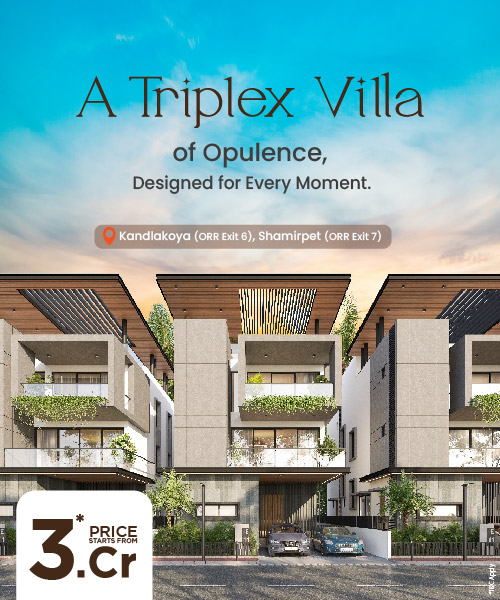 A Triplex Villa
of Opulence,
Designed for Every Moment.
Kandlakoya (ORR Exit 6), Shamirpet (ORR Exit 7)
3.* Cr
PRICE
STARTS FROM
*T&C Apply